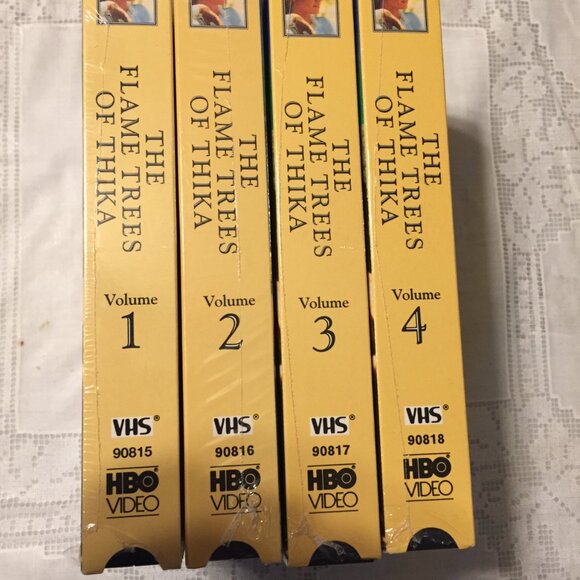 THE
FLAME TREES
OF THIKA
Volume
1
VHS®
90815
HBO®
VIDEO
THE
FLAME TREES
OF THIKA
Volume
2
VHS®
90816
HBO®
VIDEO
THE
FLAME TREES
OF THIKA
Volume
3
VHS®
90817
HBO®
VIDEO
THE
FLAME TREES
OF THIKA
Volume
4
VHS®
90818
HBO®
VIDEO